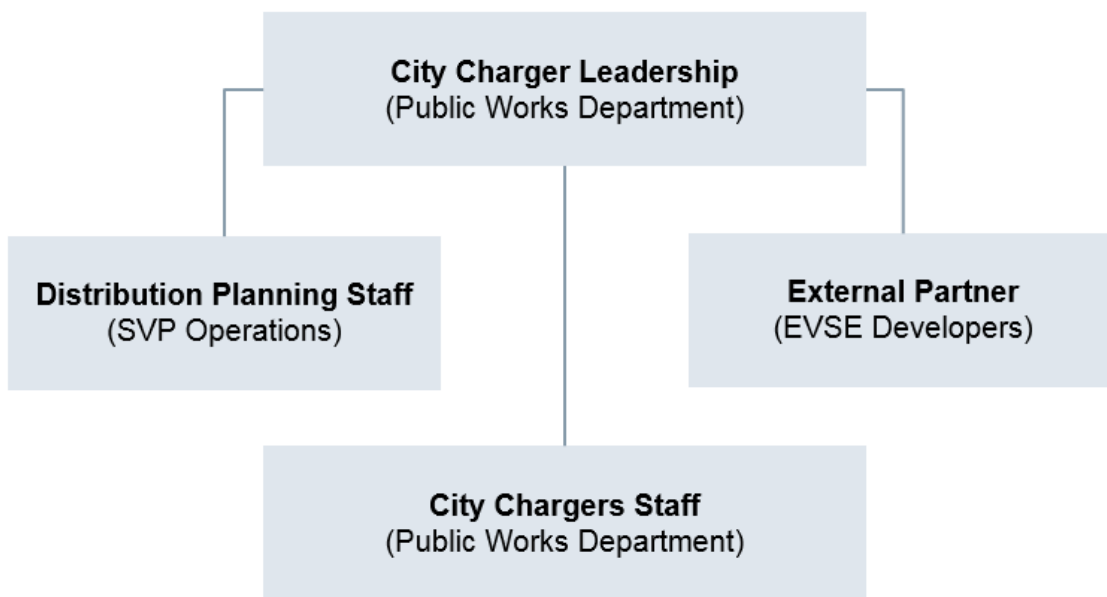 City Charger Leadership
(Public Works Department)
Distribution Planning Staff
(SVP Operations)
External Partner
(EVSE Developers)
City Chargers Staff
(Public Works Department)